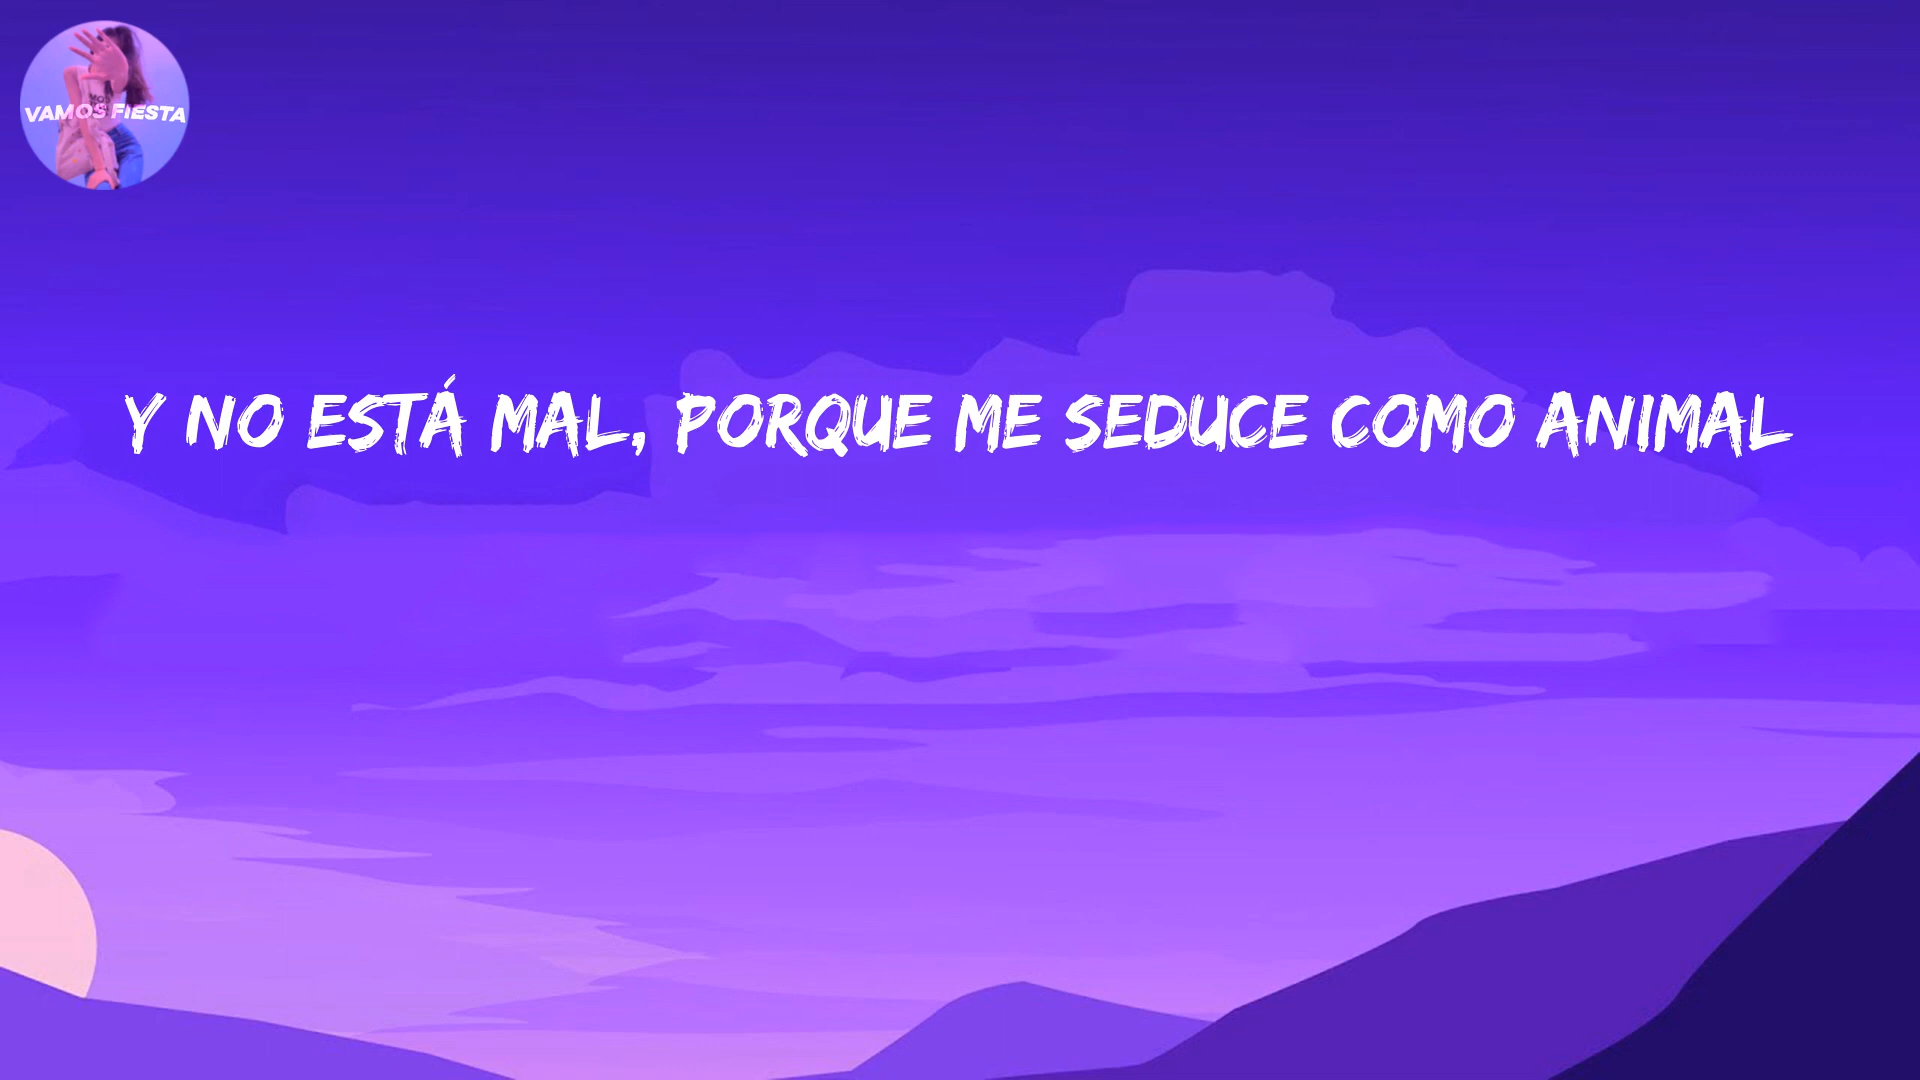 VAMOS FIESTA
Y NO ESTÁ MAL, PORQUE ME SEDUCE COMO ANIMAL